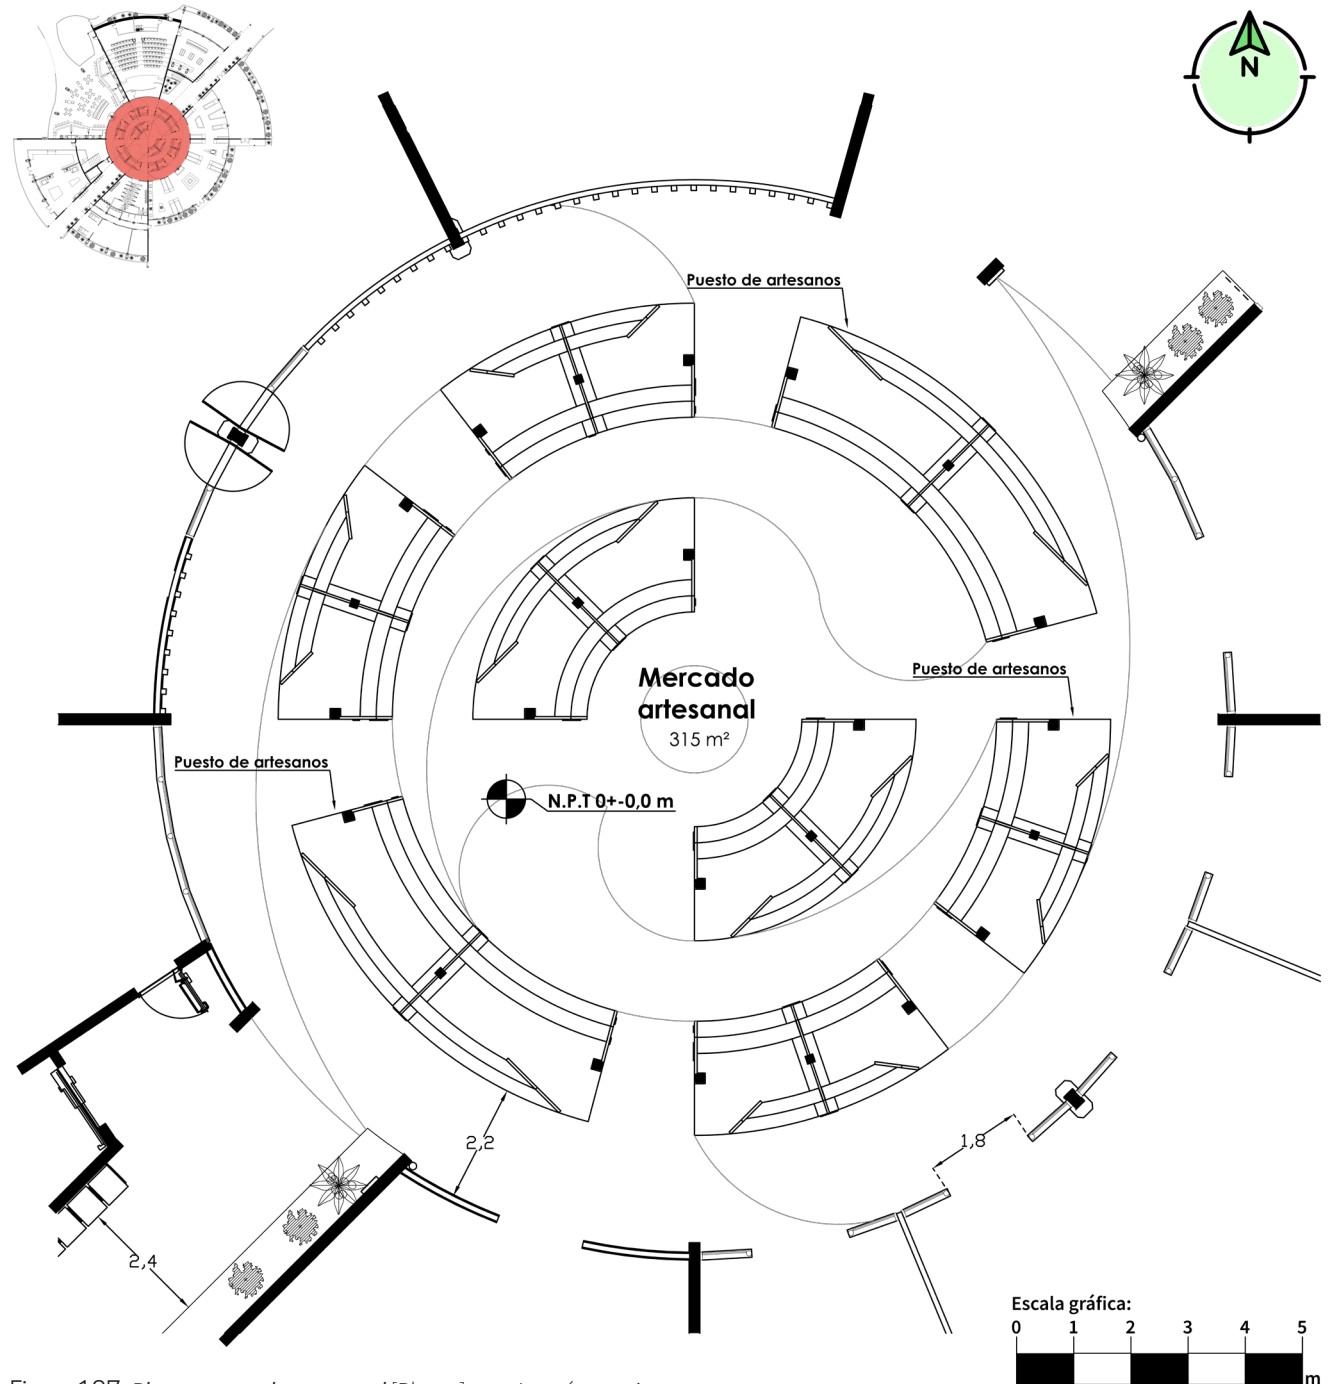 N
Puesto de artesanos
Puesto de artesanos
Mercado
artesanal
315 m²
Puesto de artesanos
N.P.T 0+-0,0 m
2,2
1,8
2,4
Escala gráfica:
0 1 2 3 4 5
m